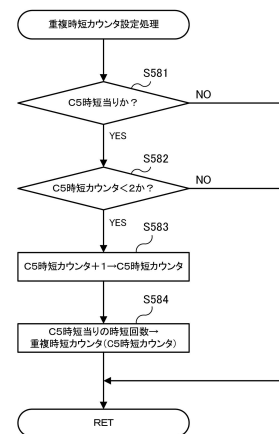 重複時短カウンタ設定処理
S581
C5時短当りか?
NO
YES
S582
C5時短カウンタ<2か?
NO
YES
S583
C5時短カウンタ+1→C5時短カウンタ
S584
C5時短当りの時短回数→
重複時短カウンタ(C5時短カウンタ)
RET